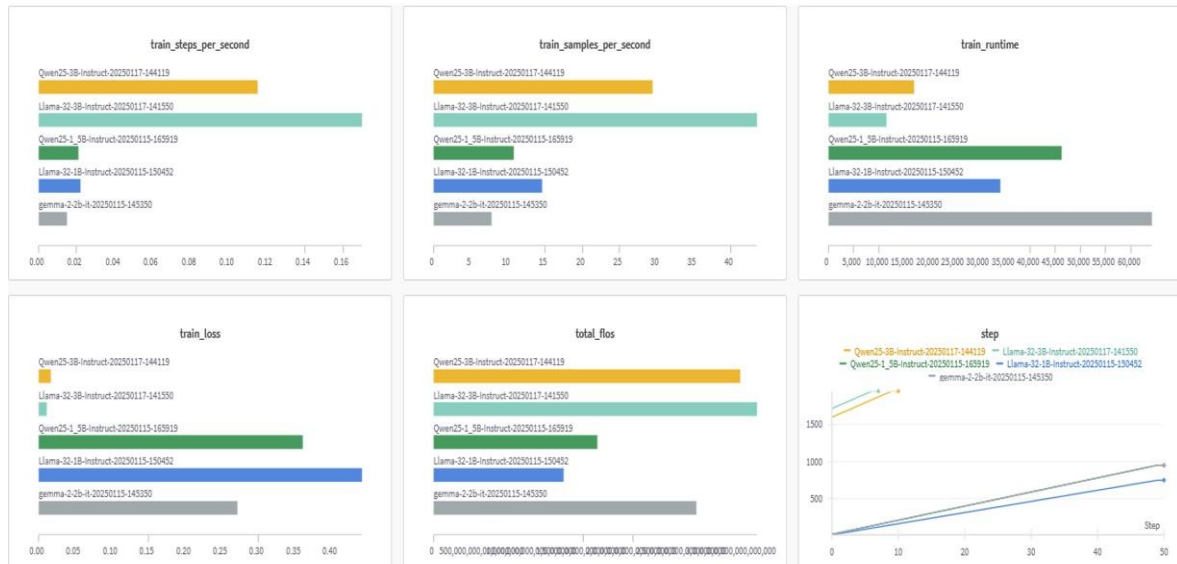 train_steps_per_second
Qwen25-3B-Instruct-20250117-144119
Llama-32-3B-Instruct-20250117-141550
Qwen25-1_5B-Instruct-20250115-165919
Llama-32-1B-Instruct-20250115-150452
gemma-2-2b-it-20250115-145350
0.00 0.02 0.04 0.06 0.08 0.10 0.12 0.14 0.16
train_samples_per_second
Qwen25-3B-Instruct-20250117-144119
Llama-32-3B-Instruct-20250117-141550
Qwen25-1_5B-Instruct-20250115-165919
Llama-32-1B-Instruct-20250115-150452
gemma-2-2b-it-20250115-145350
0 5 10 15 20 25 30 35 40
train_runtime
Qwen25-3B-Instruct-20250117-144119
Llama-32-3B-Instruct-20250117-141550
Qwen25-1_5B-Instruct-20250115-165919
Llama-32-1B-Instruct-20250115-150452
gemma-2-2b-it-20250115-145350
0 5,000 10,000 15,000 20,000 25,000 30,000 35,000 40,000 45,000 50,000 55,000 60,000
train_loss
Qwen25-3B-Instruct-20250117-144119
Llama-32-3B-Instruct-20250117-141550
Qwen25-1_5B-Instruct-20250115-165919
Llama-32-1B-Instruct-20250115-150452
gemma-2-2b-it-20250115-145350
0.00 0.05 0.10 0.15 0.20 0.25 0.30 0.35 0.40
total_flos
Qwen25-3B-Instruct-20250117-144119
Llama-32-3B-Instruct-20250117-141550
Qwen25-1_5B-Instruct-20250115-165919
Llama-32-1B-Instruct-20250115-150452
gemma-2-2b-it-20250115-145350
0
step
Qwen25-3B-Instruct-20250117-144119 Llama-32-3B-Instruct-20250117-141550
Qwen25-1_5B-Instruct-20250115-165919 Llama-32-1B-Instruct-20250115-150452
gemma-2-2b-it-20250115-145350
1500
1000
500
Step
0 10 20 30 40 50